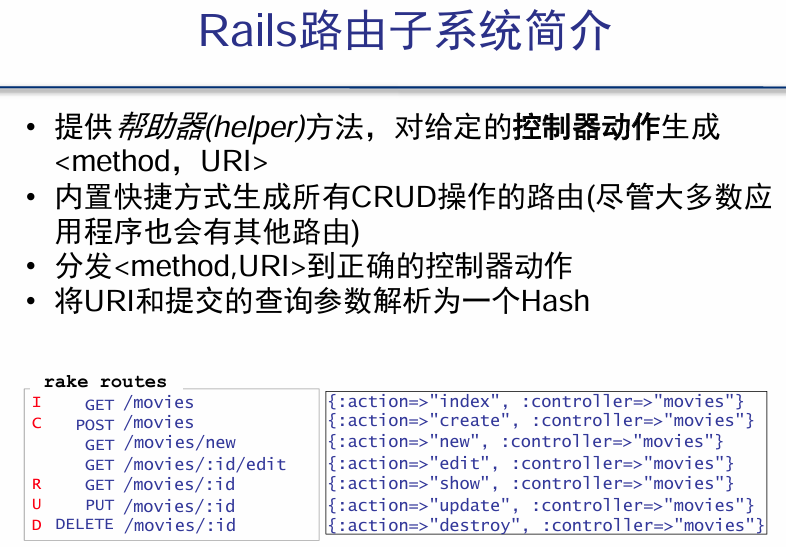 Rails路由子系统简介
• 提供帮助器(helper)方法，对给定的控制器动作生成
<method，URI>
• 内置快捷方式生成所有CRUD操作的路由(尽管大多数应
用程序也会有其他路由)
• 分发<method,URI>到正确的控制器动作
• 将URI和提交的查询参数解析为一个Hash
rake routes
I GET /movies {:action=>"index", :controller=>"movies"}
C POST /movies {:action=>"create", :controller=>"movies"}
GET /movies/new {:action=>"new", :controller=>"movies"}
GET /movies/:id/edit {:action=>"edit", :controller=>"movies"}
R GET /movies/:id {:action=>"show", :controller=>"movies"}
U PUT /movies/:id {:action=>"update", :controller=>"movies"}
D DELETE /movies/:id {:action=>"destroy", :controller=>"movies"}